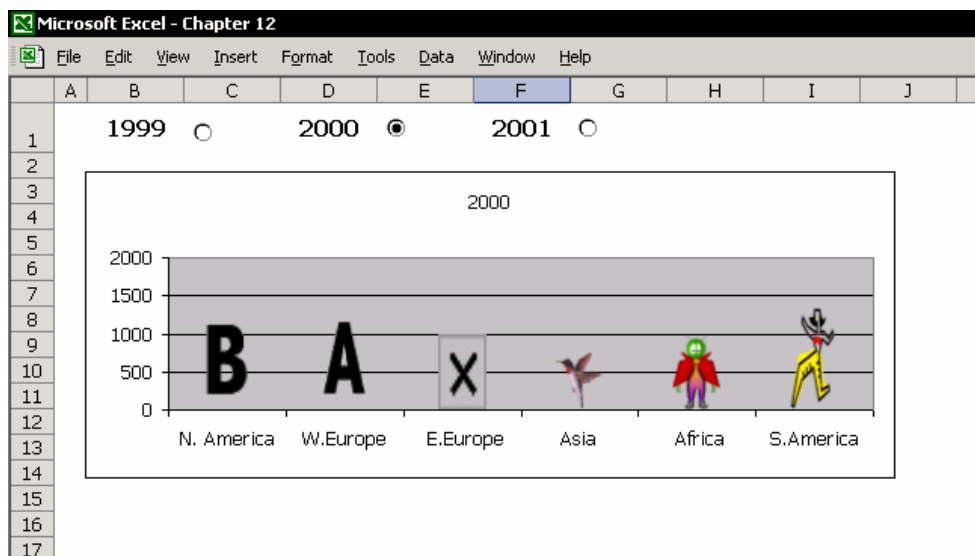 Microsoft Excel - Chapter 12
File Edit View Insert Format Tools Data Window Help
A B C D E F G H I J
1 1999 2000 2001
2
3 2000
4
5
6 2000
7 1500
8
9 1000
10 500
11 0
12
13 N. America W.Europe E.Europe Asia Africa S.America
14
15
16
17
B A X